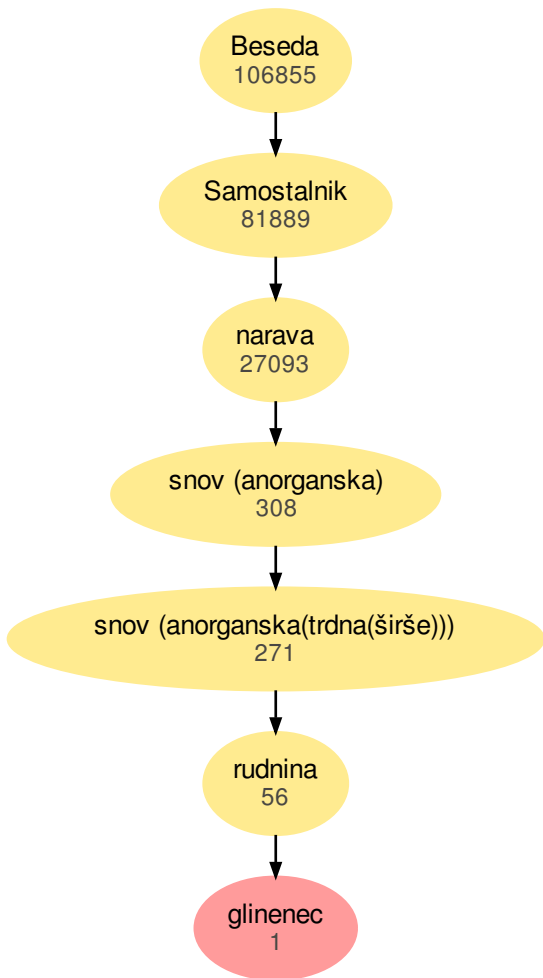 Beseda
106855
Samostalnik
81889
narava
27093
snov (anorganska)
308
snov (anorganska(trdna(širše)))
271
rudnina
56
glinenec
1